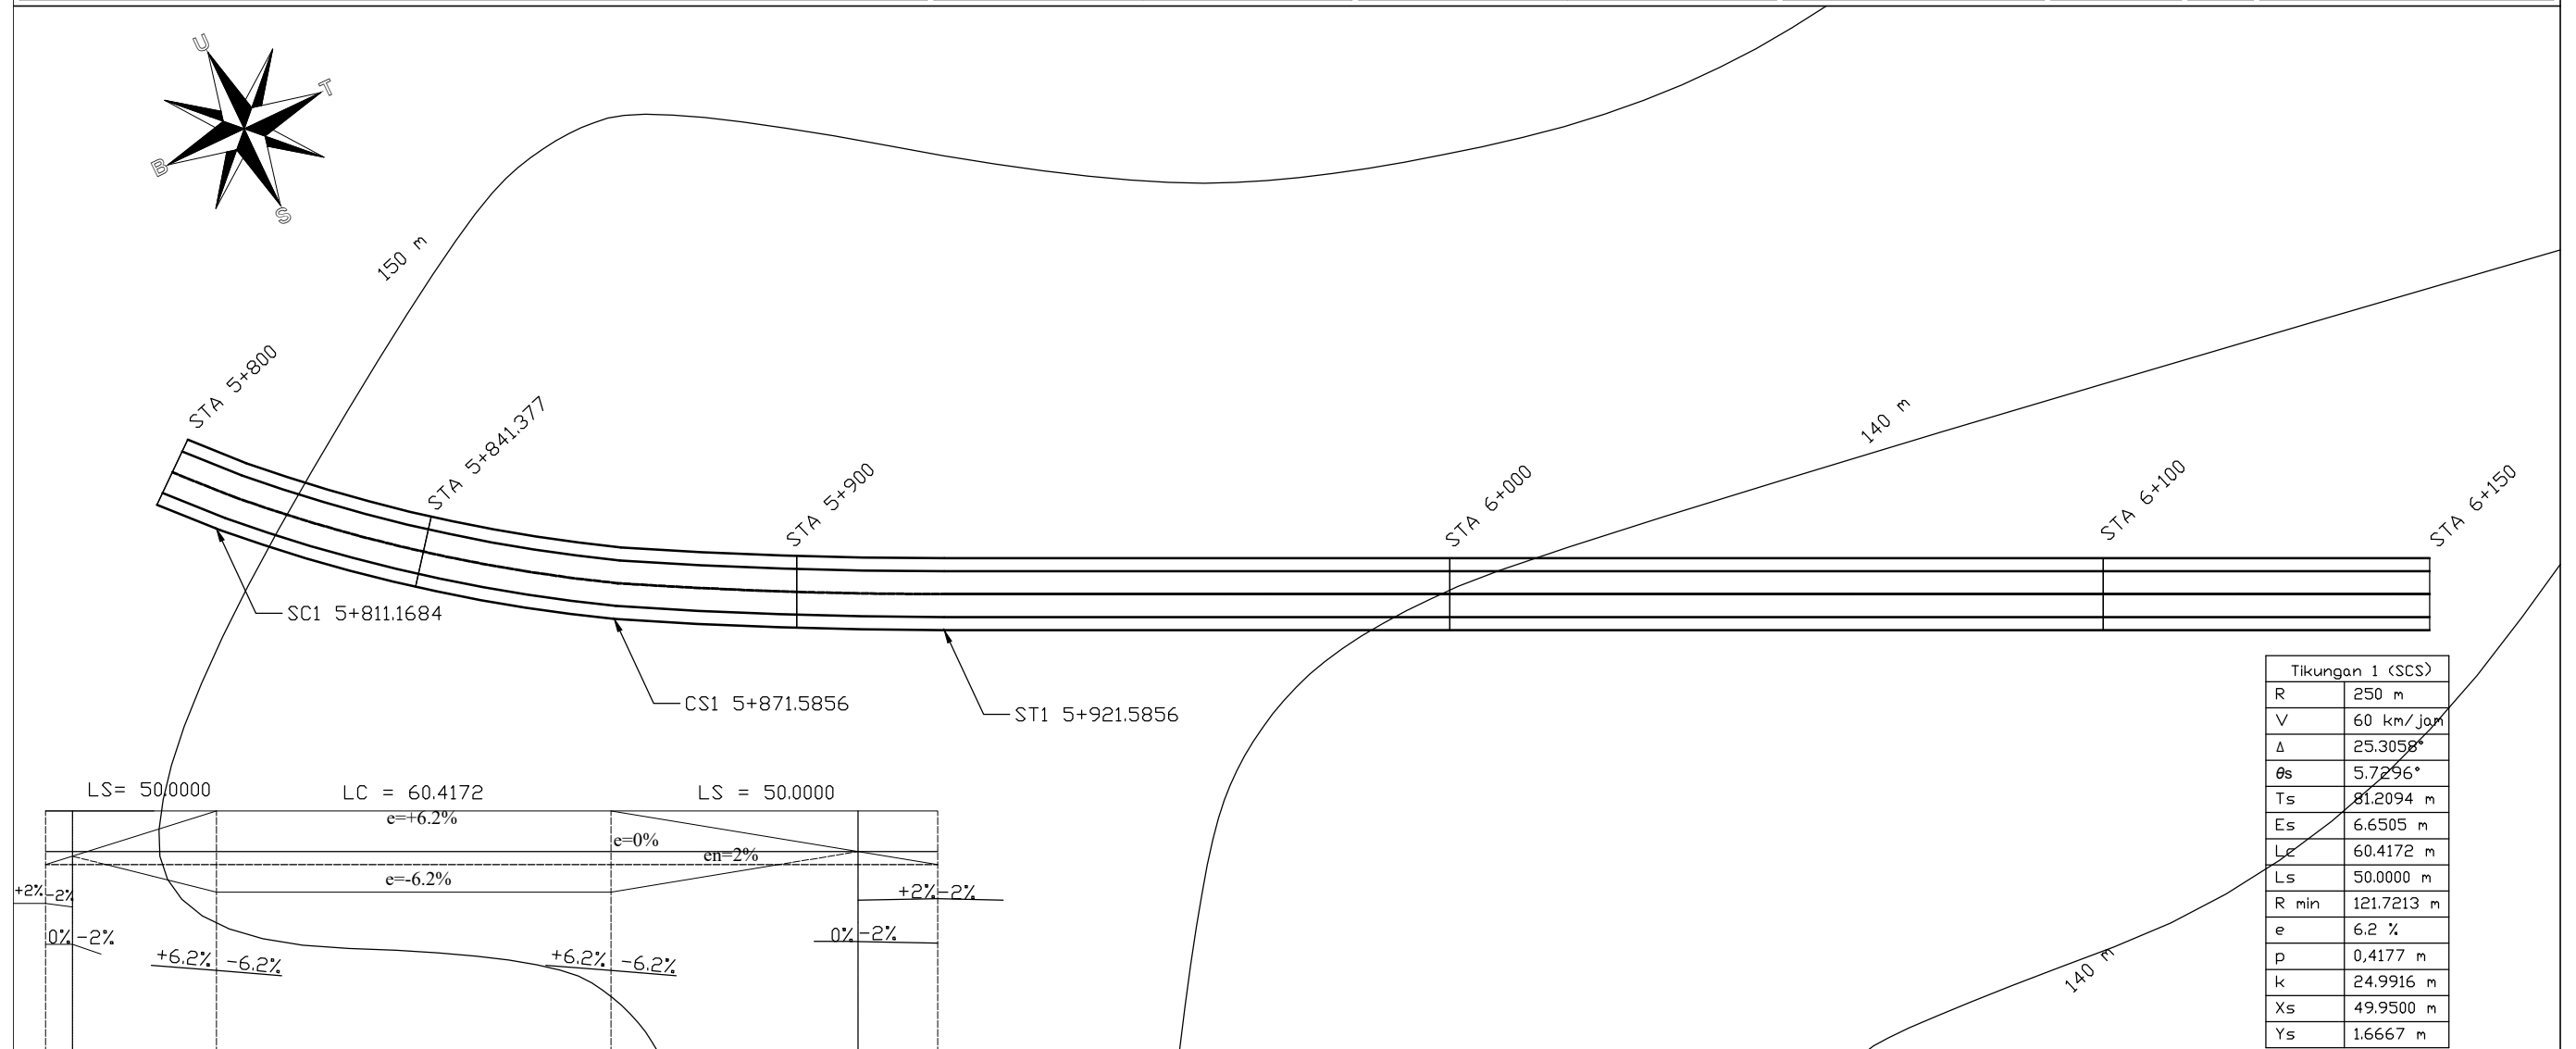 U
T
B
S
150 m
STA 5+800
STA 5+841.377
STA 5+900
STA 6+000
STA 6+100
STA 6+150
140 m
SC1 5+811.1684
CS1 5+871.5856
ST1 5+921.5856
LS= 50.0000
LC = 60.4172
LS = 50.0000
e=+6.2%
e=0%
en=2%
e=-6.2%
+2% -2%
+2% -2%
0% -2%
0% -2%
+6.2% -6.2%
+6.2% -6.2%
140 m
Tikungan 1 (SCS)
R 250 m
V 60 km/jam
Δ 25.3058°
θs 5.7296°
Ts 81.2094 m
Es 6.6505 m
Lc 60.4172 m
Ls 50.0000 m
R min 121.7213 m
e 6.2 %
p 0,4177 m
k 24.9916 m
Xs 49.9500 m
Ys 1.6667 m